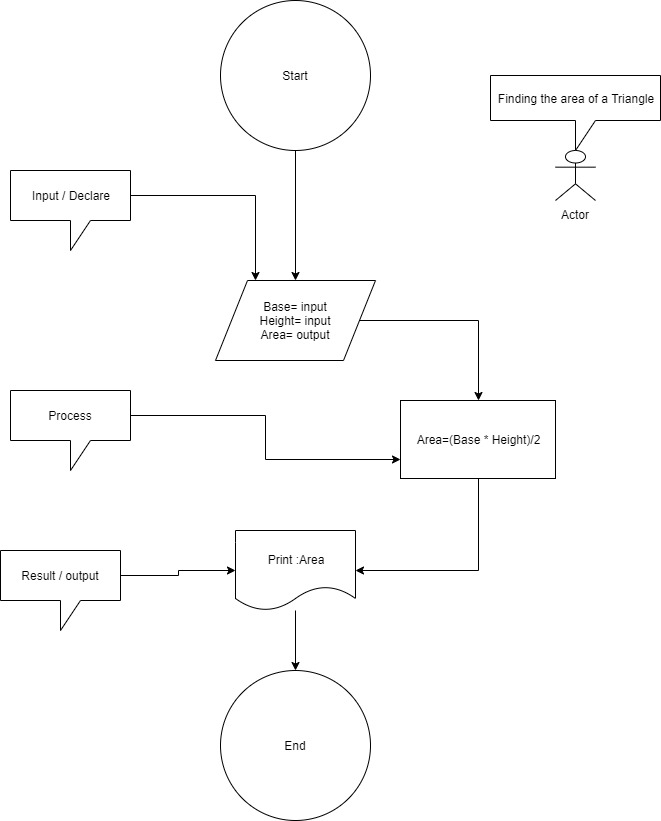 Start
Finding the area of a Triangle
Actor
Input / Declare
Base= input
Height= input
Area= output
Process
Area=(Base * Height)/2
Print :Area
Result / output
End